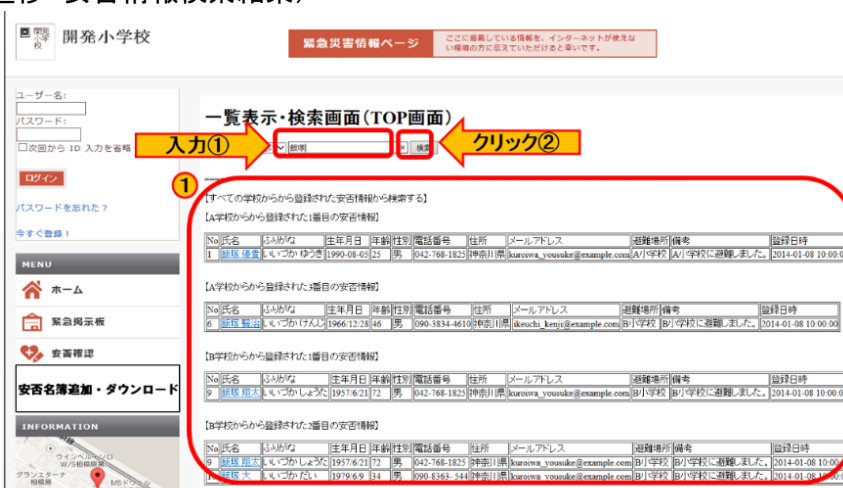 開発小学校
緊急災害情報ページ
ここに掲載している情報を、インターネットが使えな
い環境の方に伝えていただけると幸いです。
ユーザー名:
パスワード:
次回から ID 入力を省略
ログイン
パスワードを忘れた ?
今すぐ登録 !
MENU
ホーム
緊急掲示板
安否確認
安否名簿追加・ダウンロード
INFORMATION
ウインベルソロ
グランエターナ
相模原
一覧表示・検索画面(TOP画面)
入力①
飯塚
検索
クリック②
①
【すべての学校からから登録された安否情報から検索する】
【A学校からから登録された1番目の安否情報】
No 氏名 ふりがな 生年月日 年齢 性別 電話番号 住所 メールアドレス 避難場所 備考 登録日時
1 飯塚 優貴 いいづか ゆうき 1990-08-05 25 男 042-768-1825 神奈川県 kuroiwa_yousuke@example.com A小学校 A小学校に避難しました。 2014-01-08 10:00:0
【A学校からから登録された3番目の安否情報】
No 氏名 ふりがな 生年月日 年齢 性別 電話番号 住所 メールアドレス 避難場所 備考 登録日時
6 飯塚 賢治 いいづか けんじ 1966/12/28 46 男 090-3834-4610 神奈川県 ikeuchi_kenji@example.com B小学校 B小学校に避難しました。 2014-01-08 10:00:00
【B学校からから登録された1番目の安否情報】
No 氏名 ふりがな 生年月日 年齢 性別 電話番号 住所 メールアドレス 避難場所 備考 登録日時
9 飯塚 翔太 いいづか しょうた 1957/6/21 72 男 042-768-1825 神奈川県 kuroiwa_yousuke@example.com B小学校 B小学校に避難しました。 2014-01-08 10:00:0
【B学校からから登録された2番目の安否情報】
No 氏名 ふりがな 生年月日 年齢 性別 電話番号 住所 メールアドレス 避難場所 備考 登録日時
9 飯塚 翔太 いいづか しょうた 1957/6/21 72 男 042-768-1825 神奈川県 kuroiwa_yousuke@example.com B小学校 B小学校に避難しました。 2014-01-08 10:00:0
飯塚 大 いいづか だい 1979/6/9 34 男 090-8363-544 神奈川県 kuroiwa_yousuke@example.com B小学校 B小学校に避難しました。 2014-01-08 10:00:0